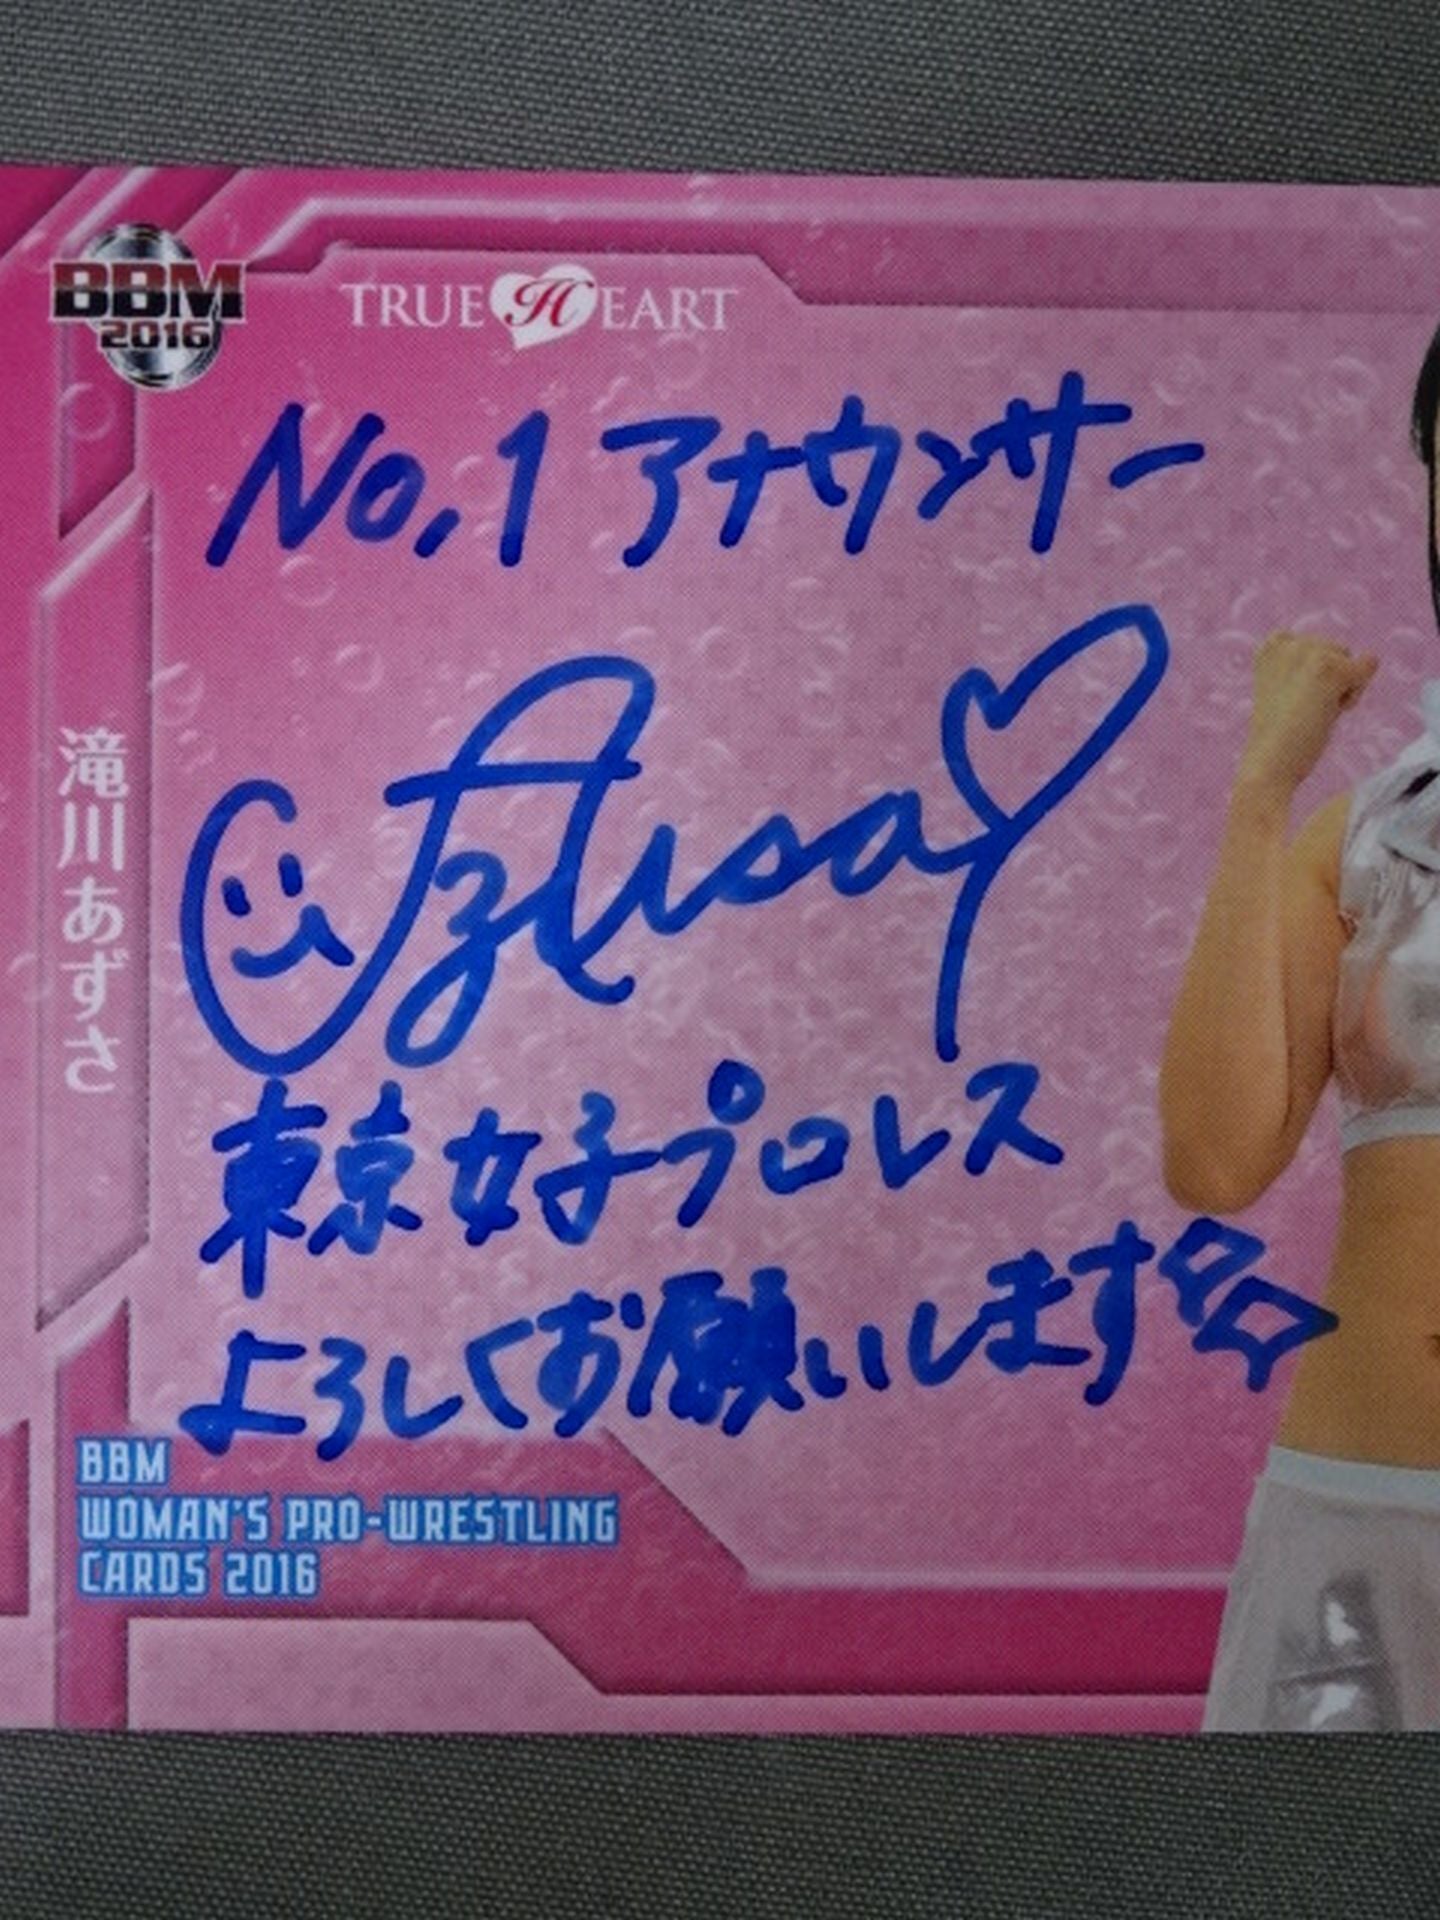 BBM
2016
TRUE HEART
No.1 アナウンサー
Azusa
滝川あずさ
東京女子プロレス
よろしくお願いします
BBM
WOMAN'S PRO-WRESTLING
CARDS 2016